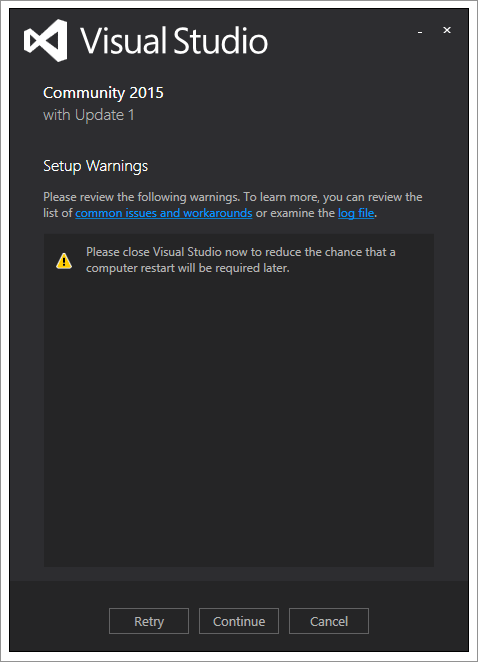 Visual Studio
Community 2015
with Update 1
Setup Warnings
Please review the following warnings. To learn more, you can review the
list of common issues and workarounds or examine the log file.
Please close Visual Studio now to reduce the chance that a
computer restart will be required later.
Retry Continue Cancel